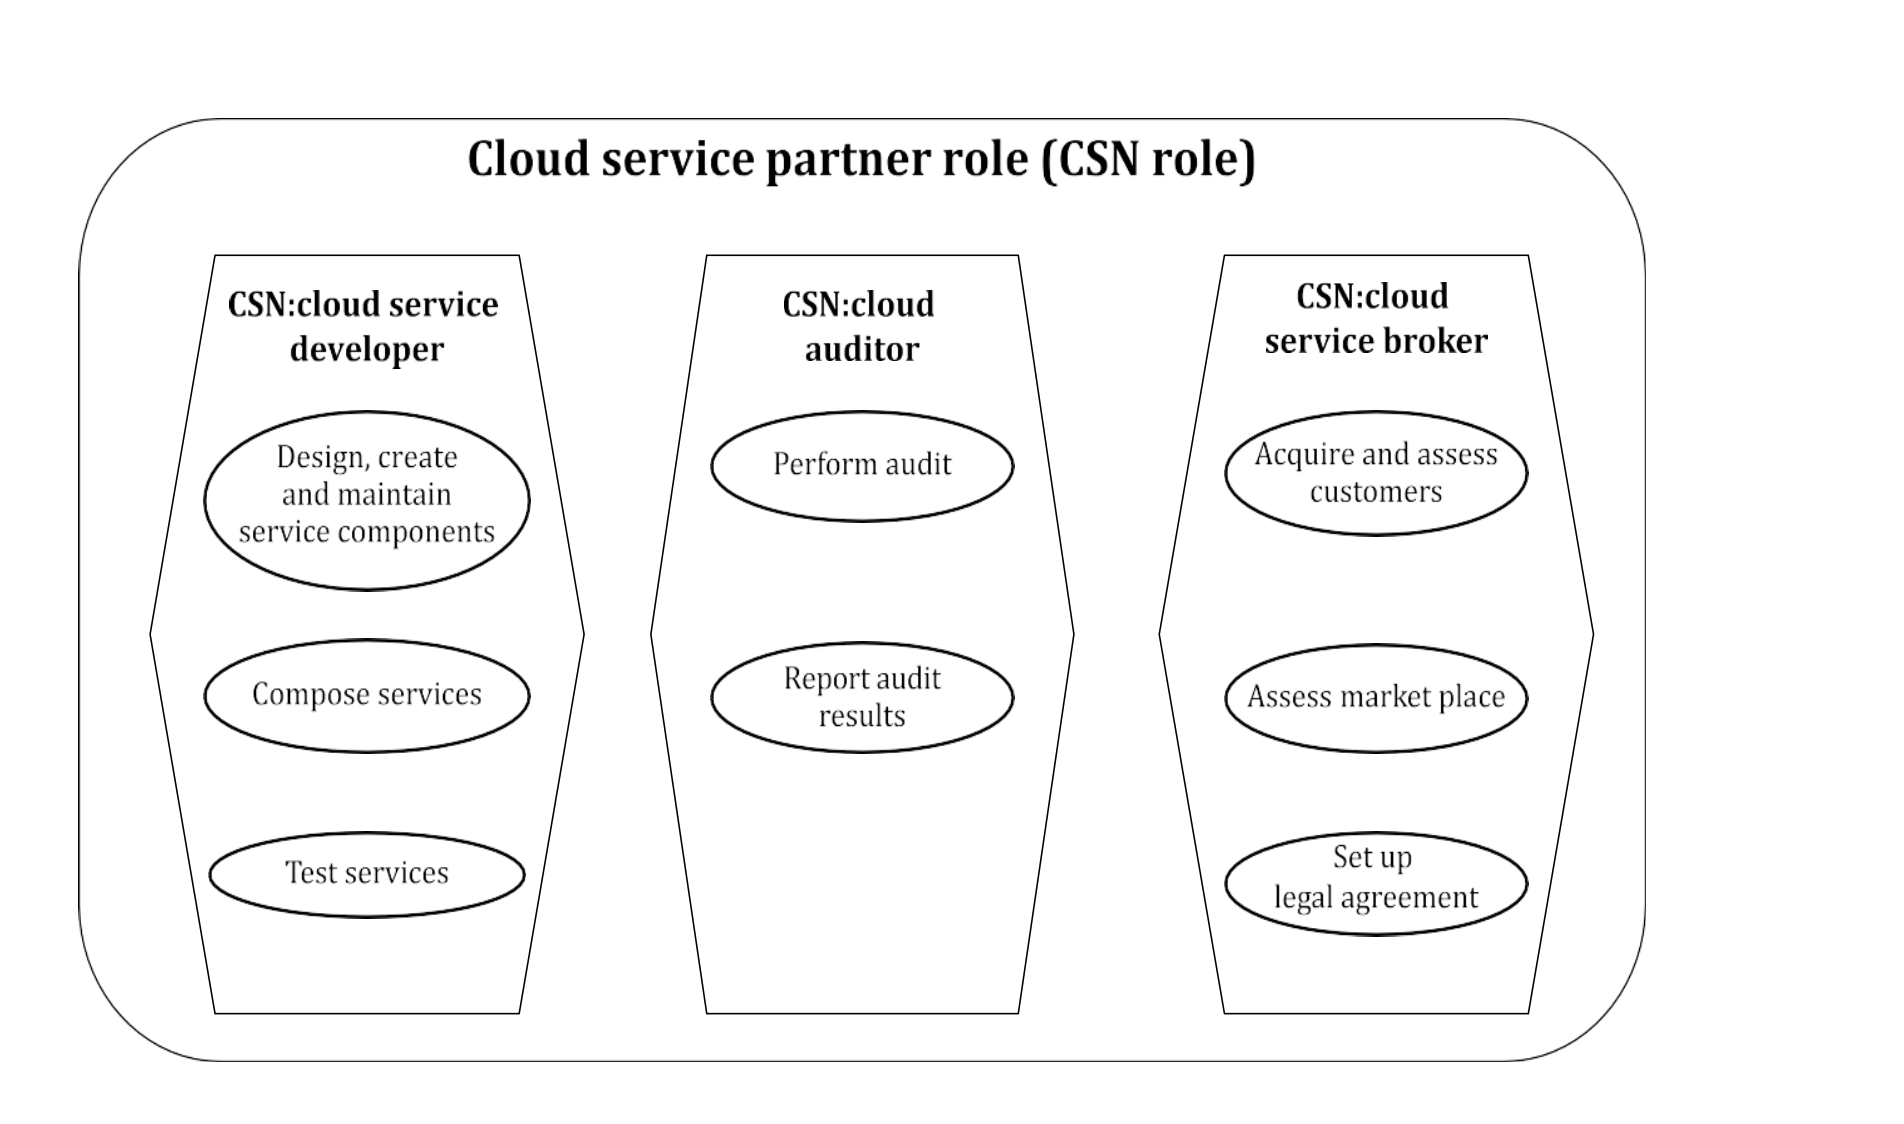 Cloud service partner role (CSN role)
CSN:cloud service
developer
Design, create
and maintain
service components
Compose services
Test services
CSN:cloud
auditor
Perform audit
Report audit
results
CSN:cloud
service broker
Acquire and assess
customers
Assess market place
Set up
legal agreement